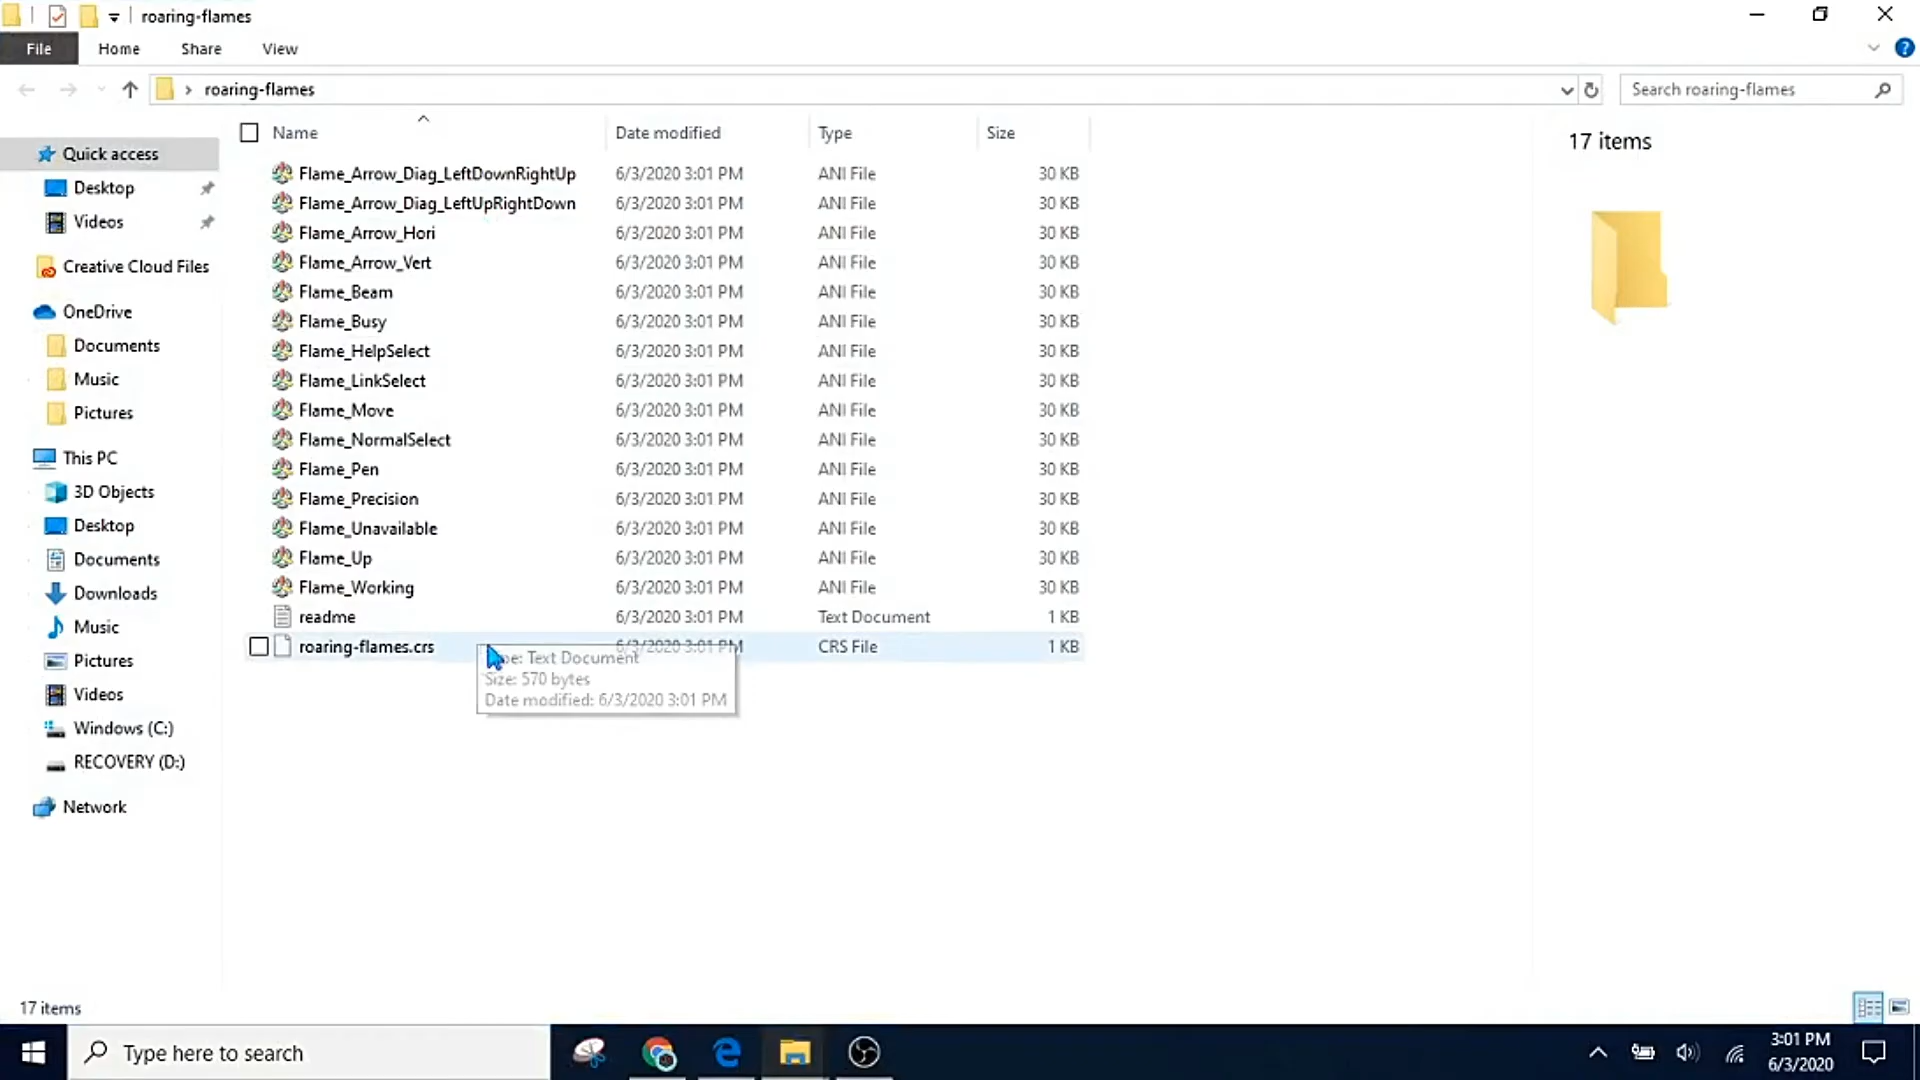 roaring-flames
File Home Share View
roaring-flames
Search roaring-flames
Name Date modified Type Size
17 items
Quick access
Desktop
Videos
Creative Cloud Files
OneDrive
Documents
Music
Pictures
This PC
3D Objects
Desktop
Documents
Downloads
Music
Pictures
Videos
Windows (C:)
RECOVERY (D:)
Network
Flame_Arrow_Diag_LeftDownRightUp 6/3/2020 3:01 PM ANI File 30 KB
Flame_Arrow_Diag_LeftUpRightDown 6/3/2020 3:01 PM ANI File 30 KB
Flame_Arrow_Hori 6/3/2020 3:01 PM ANI File 30 KB
Flame_Arrow_Vert 6/3/2020 3:01 PM ANI File 30 KB
Flame_Beam 6/3/2020 3:01 PM ANI File 30 KB
Flame_Busy 6/3/2020 3:01 PM ANI File 30 KB
Flame_HelpSelect 6/3/2020 3:01 PM ANI File 30 KB
Flame_LinkSelect 6/3/2020 3:01 PM ANI File 30 KB
Flame_Move 6/3/2020 3:01 PM ANI File 30 KB
Flame_NormalSelect 6/3/2020 3:01 PM ANI File 30 KB
Flame_Pen 6/3/2020 3:01 PM ANI File 30 KB
Flame_Precision 6/3/2020 3:01 PM ANI File 30 KB
Flame_Unavailable 6/3/2020 3:01 PM ANI File 30 KB
Flame_Up 6/3/2020 3:01 PM ANI File 30 KB
Flame_Working 6/3/2020 3:01 PM ANI File 30 KB
readme 6/3/2020 3:01 PM Text Document 1 KB
roaring-flames.crs 6/3/2020 3:01 PM CRS File 1 KB
Text Document
Size: 570 bytes
Date modified: 6/3/2020 3:01 PM
17 items
Type here to search
3:01 PM
6/3/2020